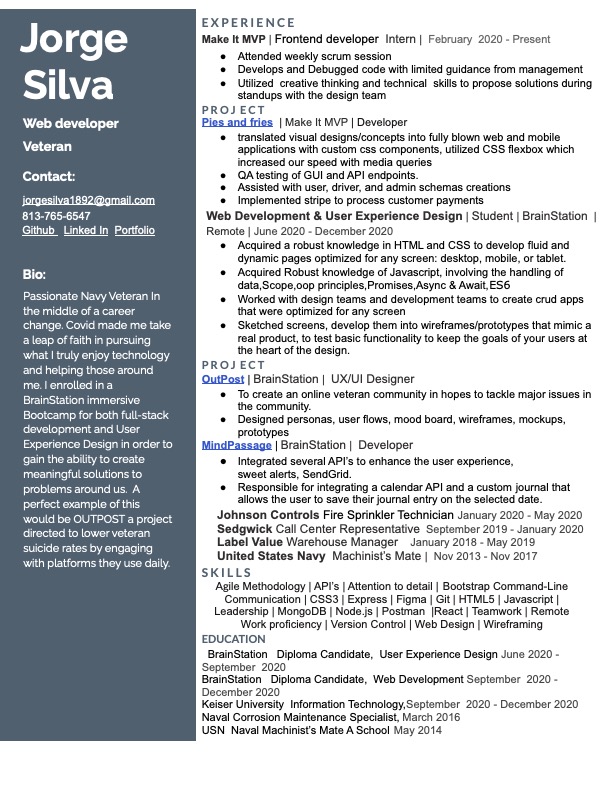 Jorge
Silva
Web developer
Veteran
Contact:
jorgesilva1892@gmail.com
813-765-6547
Github   Linked In  Portfolio
Bio:
Passionate Navy Veteran In
the middle of a career
change. Covid made me take
a leap of faith in pursuing
what I truly enjoy technology
and helping those around
me. I enrolled in a
BrainStation immersive
Bootcamp for both full-stack
development and User
Experience Design in order to
gain the ability to create
meaningful solutions to
problems around us.  A
perfect example of this
would be OUTPOST a project
directed to lower veteran
suicide rates by engaging
with platforms they use daily.
EXPERIENCE
Make It MVP | Frontend developer  Intern |  February  2020 - Present
● Attended weekly scrum session
● Develops and Debugged code with limited guidance from management
● Utilized  creative thinking and technical  skills to propose solutions during
standups with the design team
PROJECT
Pies and fries  | Make It MVP | Developer
● translated visual designs/concepts into fully blown web and mobile
applications with custom css components, utilized CSS flexbox which
increased our speed with media queries
● QA testing of GUI and API endpoints.
● Assisted with user, driver, and admin schemas creations
● Implemented stripe to process customer payments
Web Development & User Experience Design | Student | BrainStation  |
Remote | June 2020 - December 2020
● Acquired a robust knowledge in HTML and CSS to develop fluid and
dynamic pages optimized for any screen: desktop, mobile, or tablet.
● Acquired Robust knowledge of Javascript, involving the handling of
data,Scope,oop principles,Promises,Async & Await,ES6
● Worked with design teams and development teams to create crud apps
that were optimized for any screen
● Sketched screens, develop them into wireframes/prototypes that mimic a
real product, to test basic functionality to keep the goals of your users at
the heart of the design.
PROJECT
OutPost | BrainStation |  UX/UI Designer
● To create an online veteran community in hopes to tackle major issues in
the community.
● Designed personas, user flows, mood board, wireframes, mockups,
prototypes
MindPassage | BrainStation |  Developer
● Integrated several API's to enhance the user experience,
sweet alerts, SendGrid.
● Responsible for integrating a calendar API and a custom journal that
allows the user to save their journal entry on the selected date.
Johnson Controls Fire Sprinkler Technician January 2020 - May 2020
Sedgwick Call Center Representative  September 2019 - January 2020
Label Value Warehouse Manager    January 2018 - May 2019
United States Navy  Machinist's Mate |  Nov 2013 - Nov 2017
SKILLS
Agile Methodology | API's | Attention to detail | Bootstrap Command-Line
Communication | CSS3 | Express | Figma | Git | HTML5 | Javascript |
Leadership | MongoDB | Node.js | Postman  |React | Teamwork | Remote
Work proficiency | Version Control | Web Design | Wireframing
EDUCATION
BrainStation   Diploma Candidate,  User Experience Design June 2020 -
September  2020
BrainStation   Diploma Candidate,  Web Development September  2020 -
December 2020
Keiser University  Information Technology,September  2020 - December 2020
Naval Corrosion Maintenance Specialist, March 2016
USN  Naval Machinist's Mate A School  May 2014